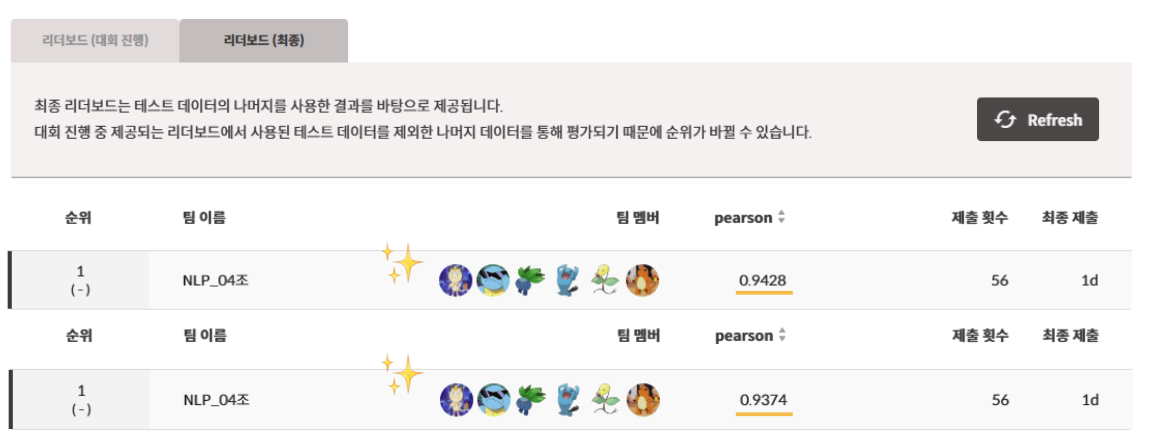 리더보드 (대회 진행) 리더보드 (최종)
최종 리더보드는 테스트 데이터의 나머지를 사용한 결과를 바탕으로 제공됩니다.
대회 진행 중 제공되는 리더보드에서 사용된 테스트 데이터를 제외한 나머지 데이터를 통해 평가되기 때문에 순위가 바뀔 수 있습니다.
Refresh
순위 팀 이름 팀 멤버 pearson 제출 횟수 최종 제출
1 NLP_04조 0.9428 56 1d
(-)
순위 팀 이름 팀 멤버 pearson 제출 횟수 최종 제출
1 NLP_04조 0.9374 56 1d
(-)